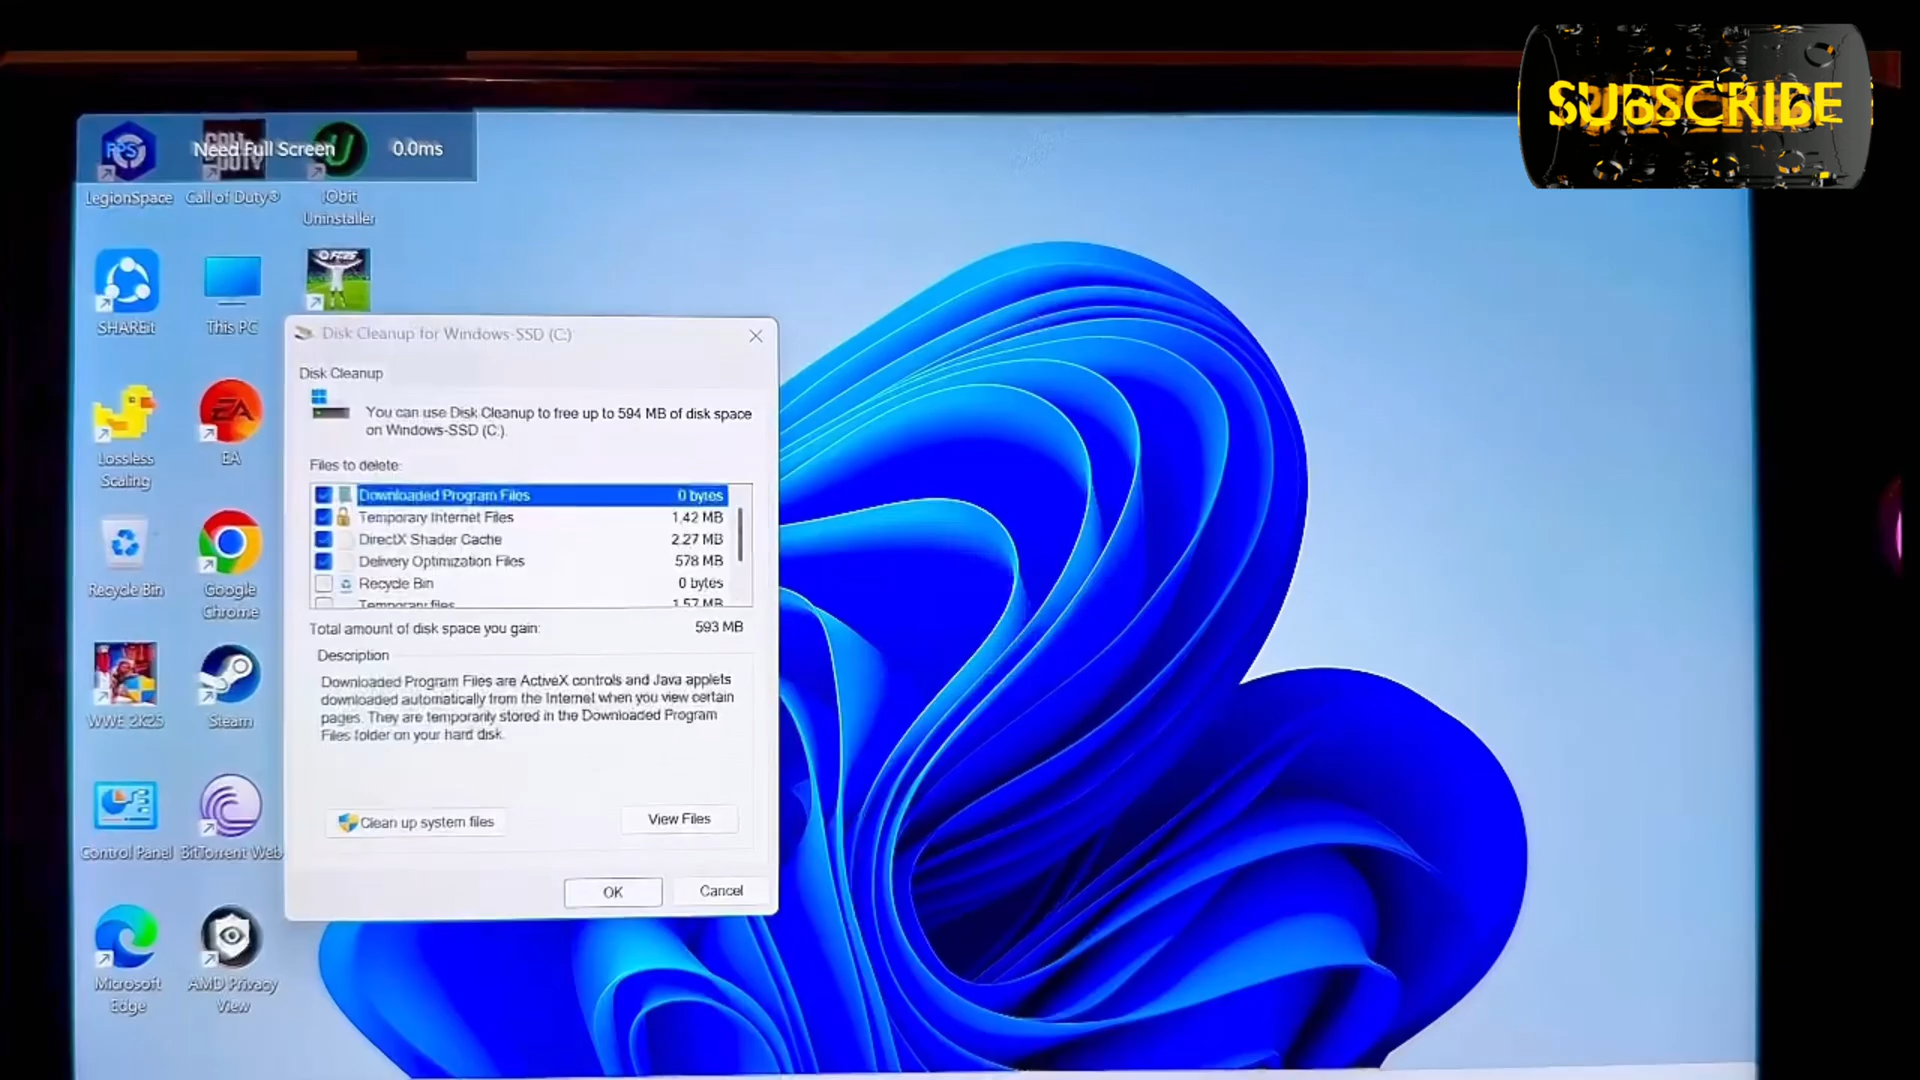 SUBSCRIBE
Need Full Screen 0.0ms
LegionSpace
Call of Duty®
IObit
Uninstaller
FC25
SHAREit
This PC
Disk Cleanup for Windows-SSD (C:)
Disk Cleanup
You can use Disk Cleanup to free up to 594 MB of disk space
on Windows-SSD (C:).
Files to delete:
Downloaded Program Files 0 bytes
Temporary Internet Files 1.42 MB
DirectX Shader Cache 2.27 MB
Delivery Optimization Files 578 MB
Recycle Bin 0 bytes
Temporary files 1.57 MB
Total amount of disk space you gain: 593 MB
Description
Downloaded Program Files are ActiveX controls and Java applets
downloaded automatically from the Internet when you view certain
pages. They are temporarily stored in the Downloaded Program
Files folder on your hard disk.
Clean up system files
View Files
OK
Cancel
Lossless
Scaling
EA
EA
Recycle Bin
Google
Chrome
WWE 2K25
Steam
Control Panel
BitTorrent Web
Microsoft
Edge
AMD Privacy
View